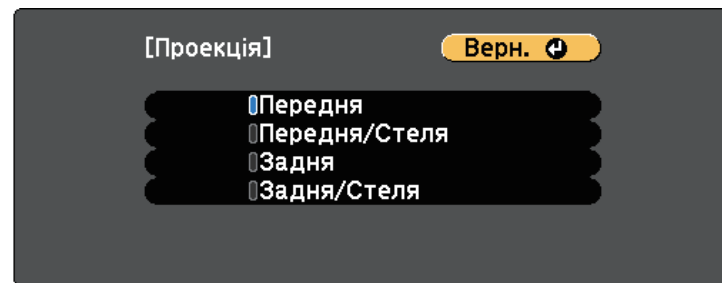 [Проекція] Верн.
Передня
Передня/Стеля
Задня
Задня/Стеля